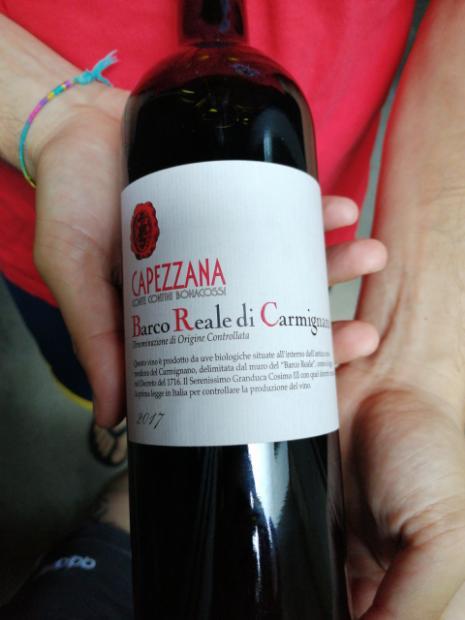 CAPEZZANA
CONTE CONTINI BONACOSSI
Barco Reale di Carmignano
Denominazione di Origine Controllata
Questo vino è prodotto da uve biologiche situate all'interno dell'antico
del Carmignano, delimitata dal muro del "Barco Reale",
nel Decreto del 1716. Il Serenissimo Granduca Cosimo III con quel
la prima legge in Italia per controllare la produzione del vino.
2017